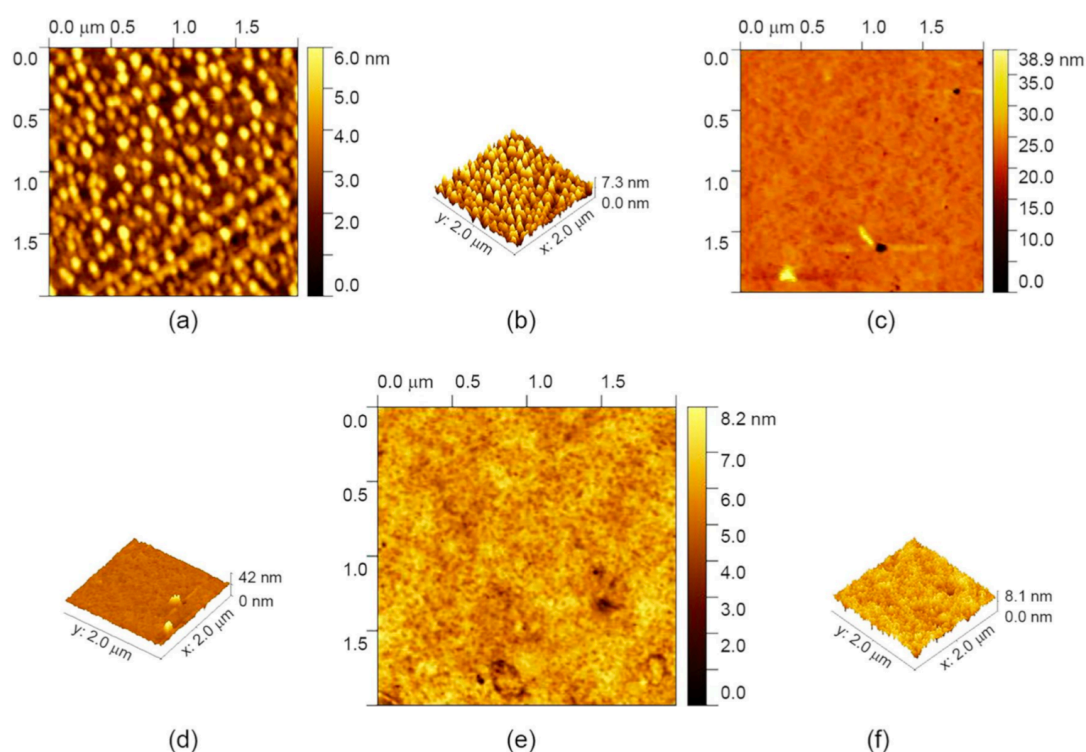 0.0 μm 0.5 1.0 1.5
0.0
0.5
1.0
1.5
6.0 nm
5.0
4.0
3.0
2.0
0.0
(a)
7.3 nm
0.0 nm
y: 2.0 μm
x: 2.0 μm
(b)
0.0 μm 0.5 1.0 1.5
0.0
0.5
1.0
1.5
38.9 nm
35.0
30.0
25.0
20.0
15.0
10.0
0.0
(c)
42 nm
0 nm
y: 2.0 μm
x: 2.0 μm
(d)
0.0 μm 0.5 1.0 1.5
0.0
0.5
1.0
1.5
8.2 nm
7.0
6.0
5.0
4.0
3.0
2.0
0.0
(e)
8.1 nm
0.0 nm
y: 2.0 μm
x: 2.0 μm
(f)